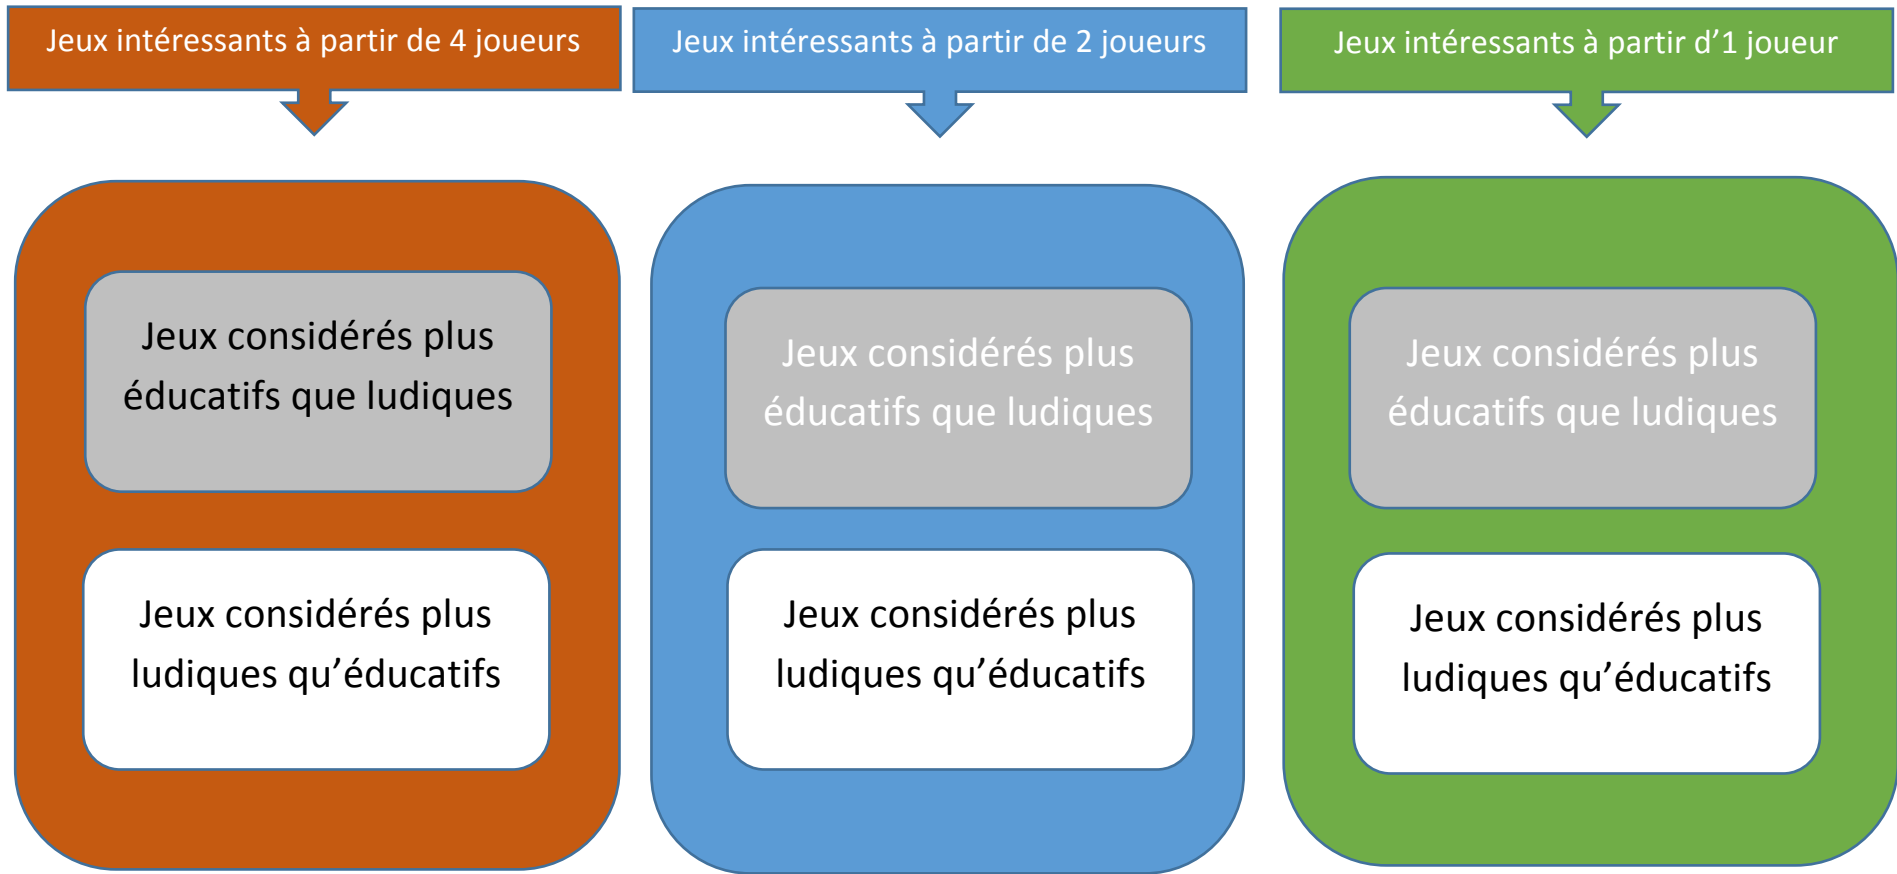 Jeux intéressants à partir de 4 joueurs
Jeux intéressants à partir de 2 joueurs
Jeux intéressants à partir d’1 joueur
Jeux considérés plus
éducatifs que ludiques
Jeux considérés plus
ludiques qu’éducatifs
Jeux considérés plus
éducatifs que ludiques
Jeux considérés plus
ludiques qu’éducatifs
Jeux considérés plus
éducatifs que ludiques
Jeux considérés plus
ludiques qu’éducatifs